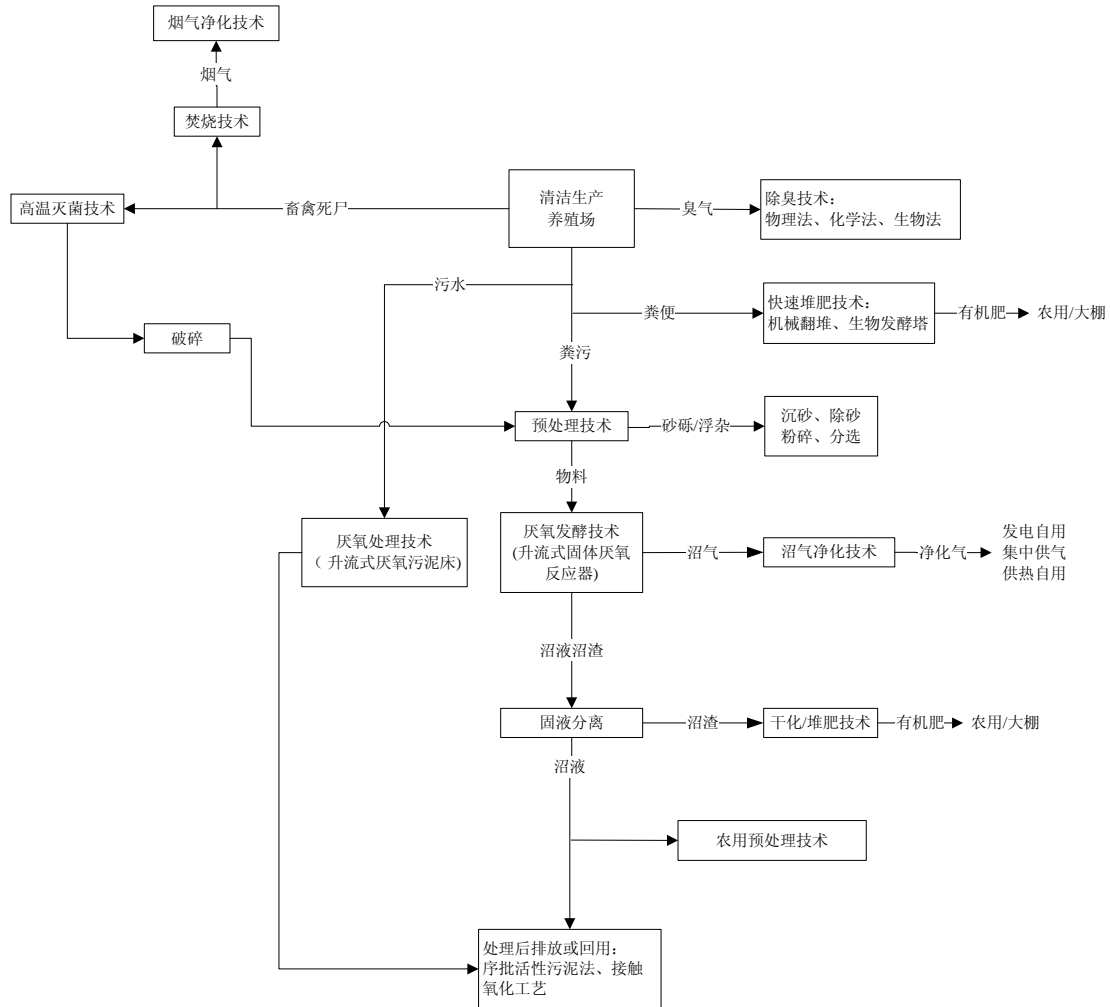 烟气净化技术
烟气
焚烧技术
高温灭菌技术
畜禽死尸
清洁生产
养殖场
臭气
除臭技术：
物理法、化学法、生物法
污水
粪便
快速堆肥技术：
机械翻堆、生物发酵塔
有机肥
农用/大棚
破碎
粪污
预处理技术
砂砾/浮杂
沉砂、除砂
粉碎、分选
物料
厌氧处理技术
（ 升流式厌氧污泥床)
厌氧发酵技术
(升流式固体厌氧
反应器)
沼气
沼气净化技术
净化气
发电自用
集中供气
供热自用
沼液沼渣
固液分离
沼渣
干化/堆肥技术
有机肥
农用/大棚
沼液
农用预处理技术
处理后排放或回用：
序批活性污泥法、接触
氧化工艺